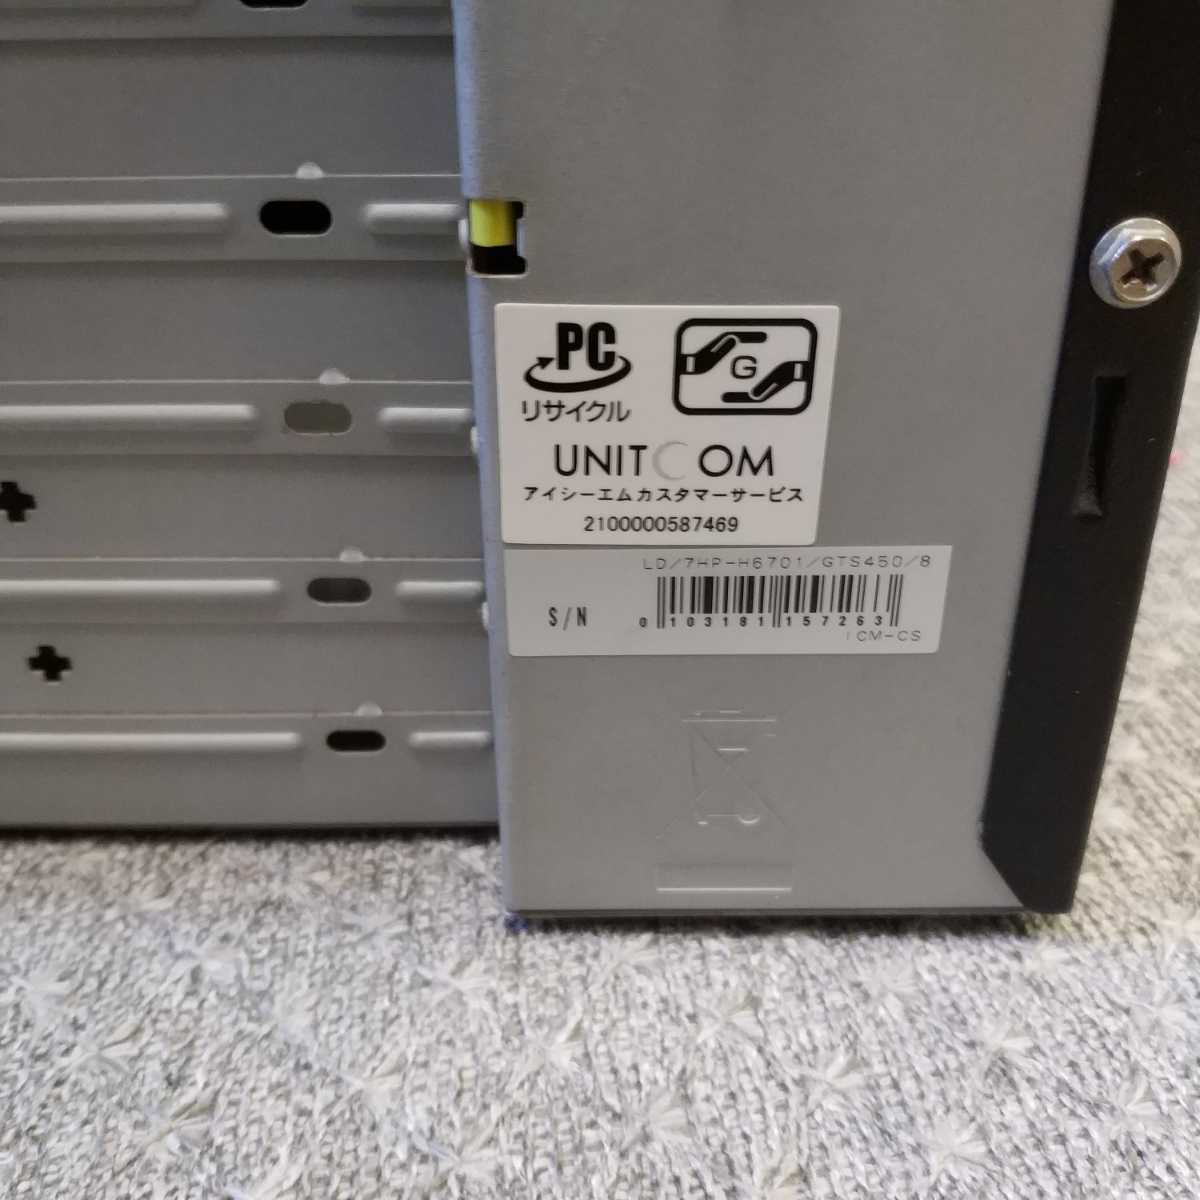 PC
リサイクル
G
UNITCOM
アイシーエムカスタマーサービス
2100000587469
LD/7HP-H6701/GTS450/8
S/N
0103181157263
ICM-CS